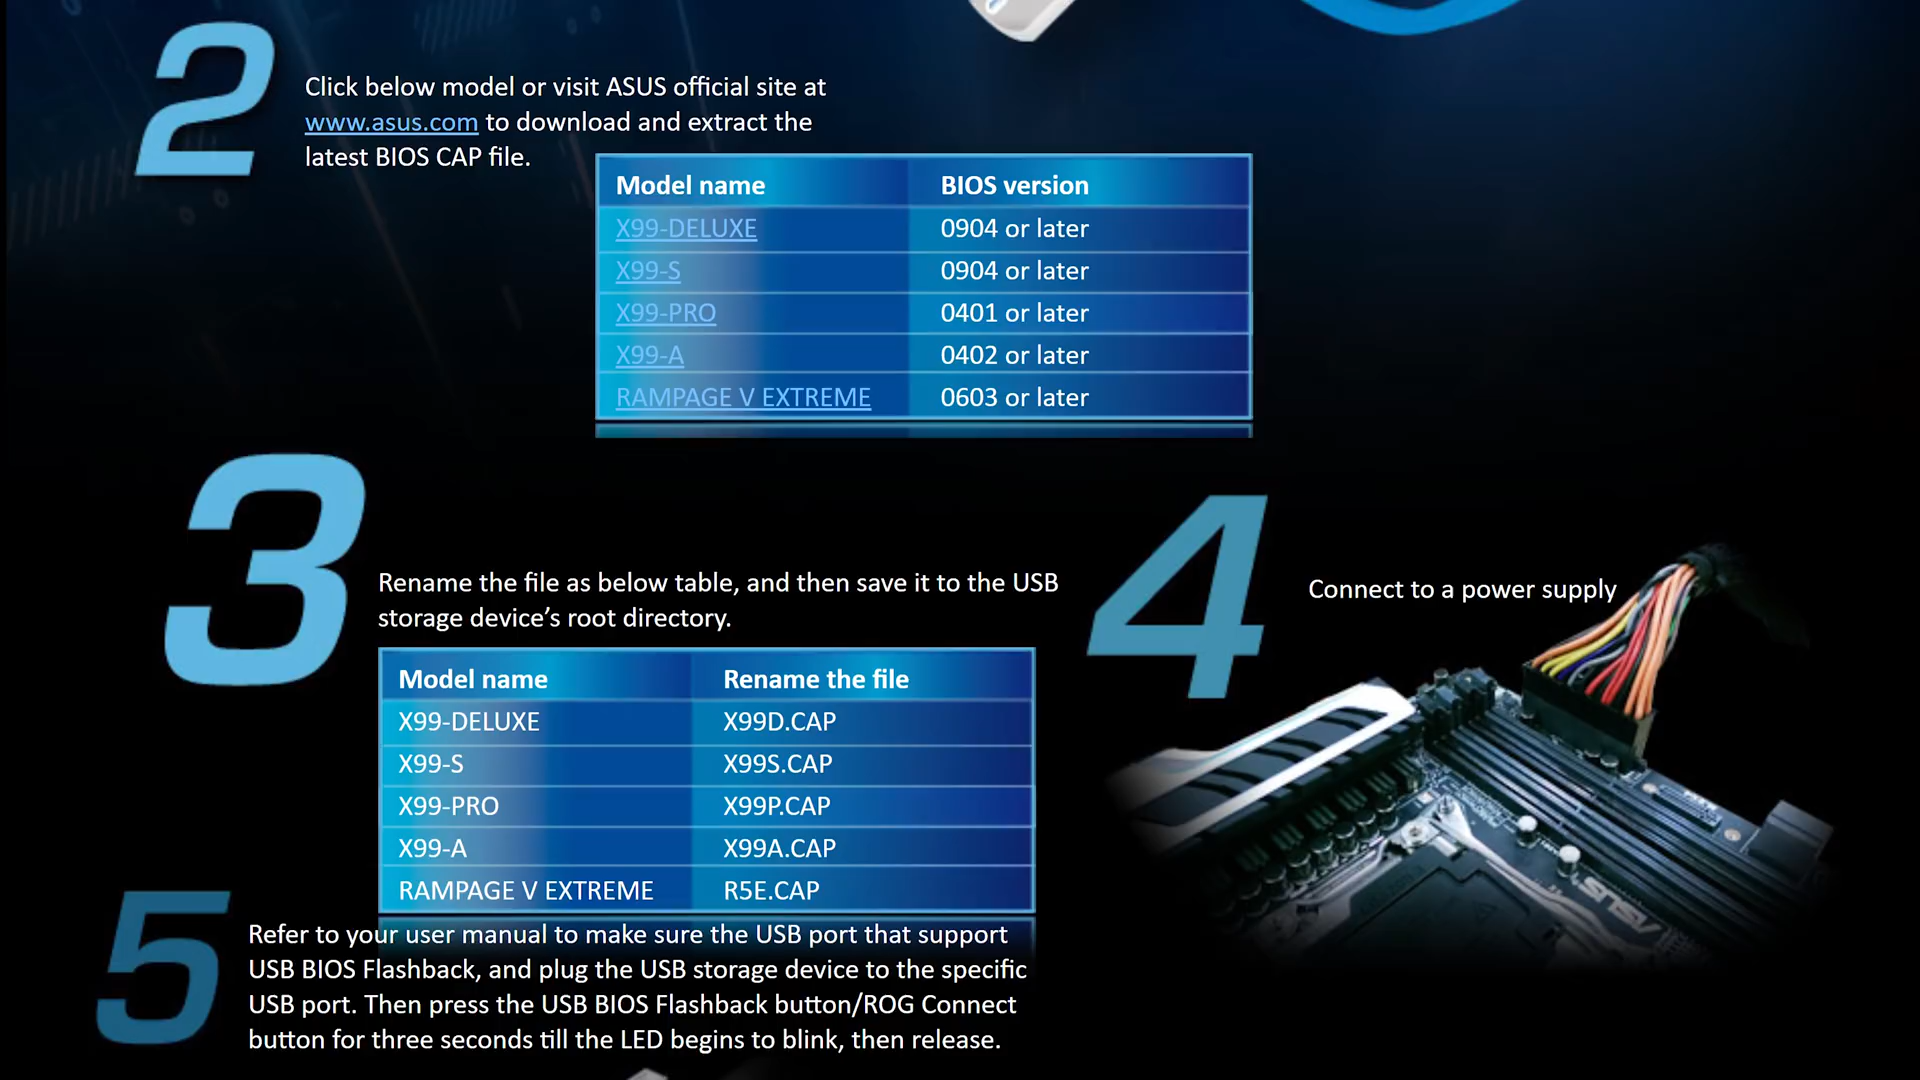 2
Click below model or visit ASUS official site at
www.asus.com to download and extract the
latest BIOS CAP file.
Model name BIOS version
X99-DELUXE 0904 or later
X99-S 0904 or later
X99-PRO 0401 or later
X99-A 0402 or later
RAMPAGE V EXTREME 0603 or later
3
Rename the file as below table, and then save it to the USB
storage device’s root directory.
Model name Rename the file
X99-DELUXE X99D.CAP
X99-S X99S.CAP
X99-PRO X99P.CAP
X99-A X99A.CAP
RAMPAGE V EXTREME R5E.CAP
4
Connect to a power supply
ASUS
5
Refer to your user manual to make sure the USB port that support
USB BIOS Flashback, and plug the USB storage device to the specific
USB port. Then press the USB BIOS Flashback button/ROG Connect
button for three seconds till the LED begins to blink, then release.